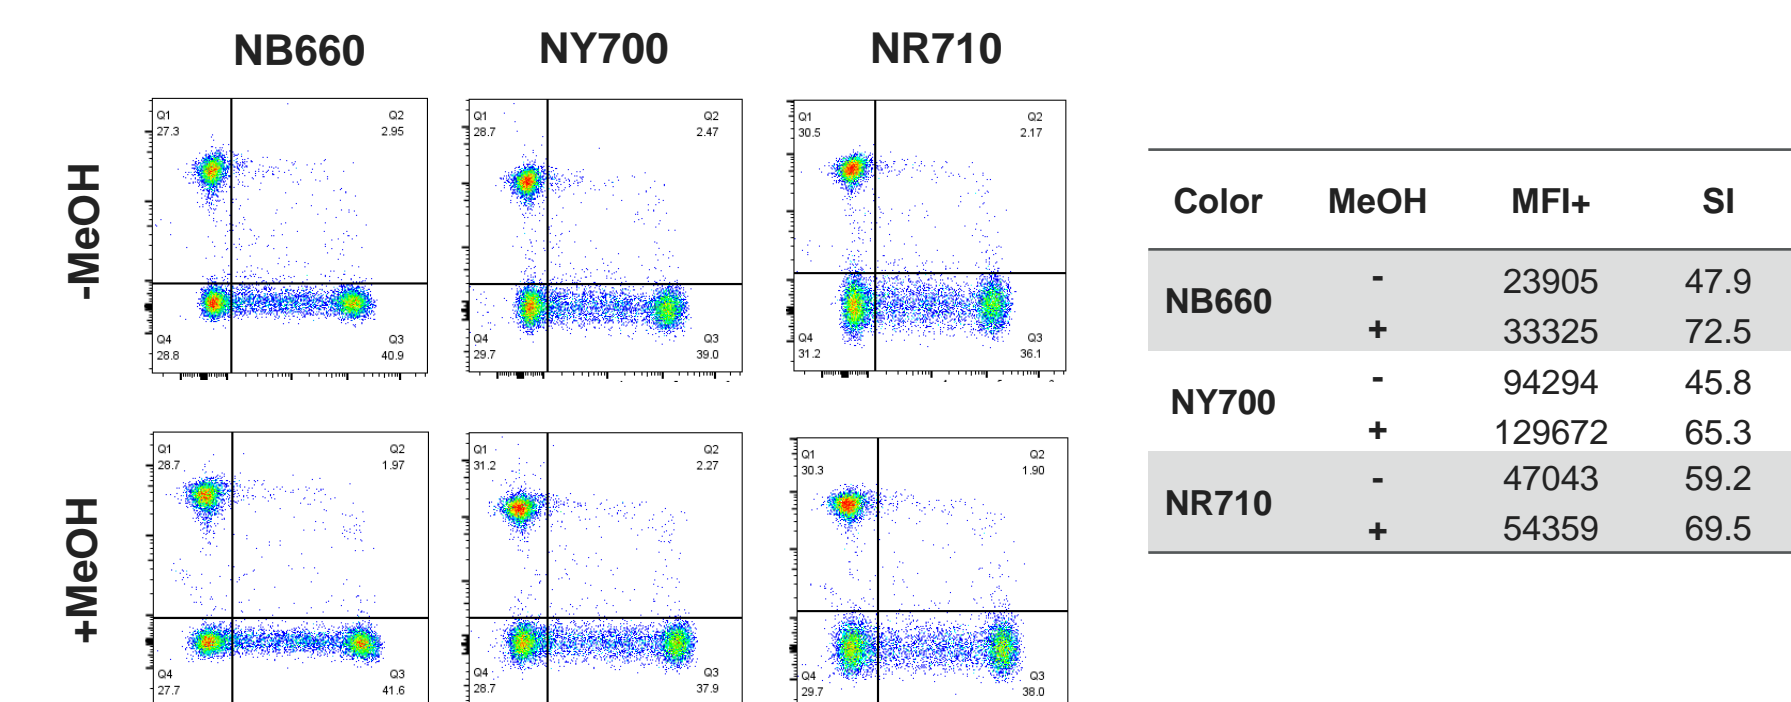 NB660 NY700 NR710
-MeOH
Q1
27.3
Q2
2.95
Q4
28.8
Q3
40.9
Q1
28.7
Q2
2.47
Q4
29.7
Q3
39.0
Q1
30.5
Q2
2.17
Q4
31.2
Q3
36.1
+MeOH
Q1
28.7
Q2
1.97
Q4
27.7
Q3
41.6
Q1
31.2
Q2
2.27
Q4
28.7
Q3
37.9
Q1
30.3
Q2
1.90
Q4
29.7
Q3
38.0
Color MeOH MFI+ SI
NB660
- 23905 47.9
+ 33325 72.5
NY700
- 94294 45.8
+ 129672 65.3
NR710
- 47043 59.2
+ 54359 69.5